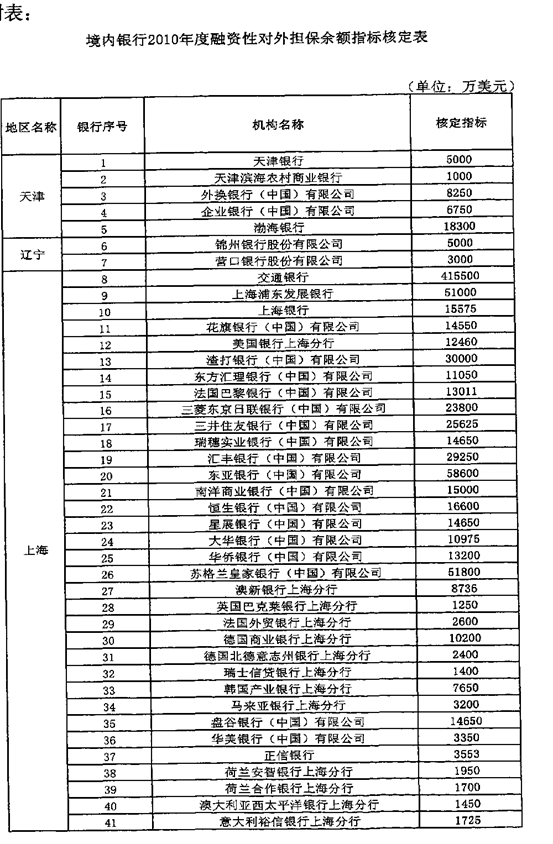 附表：
境内银行2010年度融资性对外担保余额指标核定表
（单位：万美元）
地区名称 银行序号 机构名称 核定指标
天津
1 天津银行 5000
2 天津滨海农村商业银行 1000
3 外换银行（中国）有限公司 8250
4 企业银行（中国）有限公司 6750
5 渤海银行 18300
辽宁
6 锦州银行股份有限公司 5000
7 营口银行股份有限公司 3000
上海
8 交通银行 415500
9 上海浦东发展银行 51000
10 上海银行 15575
11 花旗银行（中国）有限公司 14550
12 美国银行上海分行 12460
13 渣打银行（中国）有限公司 30000
14 东方汇理银行（中国）有限公司 11050
15 法国巴黎银行（中国）有限公司 13011
16 三菱东京日联银行（中国）有限公司 23800
17 三井住友银行（中国）有限公司 25625
18 瑞穗实业银行（中国）有限公司 14650
19 汇丰银行（中国）有限公司 29250
20 东亚银行（中国）有限公司 58600
21 南洋商业银行（中国）有限公司 15000
22 恒生银行（中国）有限公司 16600
23 星展银行（中国）有限公司 14650
24 大华银行（中国）有限公司 10975
25 华侨银行（中国）有限公司 13200
26 苏格兰皇家银行（中国）有限公司 51800
27 澳新银行上海分行 8736
28 英国巴克莱银行上海分行 1250
29 法国外贸银行上海分行 2600
30 德国商业银行上海分行 10200
31 德国北德意志州银行上海分行 2400
32 瑞士信贷银行上海分行 1400
33 韩国产业银行上海分行 7650
34 马来亚银行上海分行 3200
35 盘谷银行（中国）有限公司 14650
36 华美银行（中国）有限公司 3350
37 正信银行 3553
38 荷兰安智银行上海分行 1950
39 荷兰合作银行上海分行 1700
40 澳大利亚西太平洋银行上海分行 1450
41 意大利裕信银行上海分行 1725